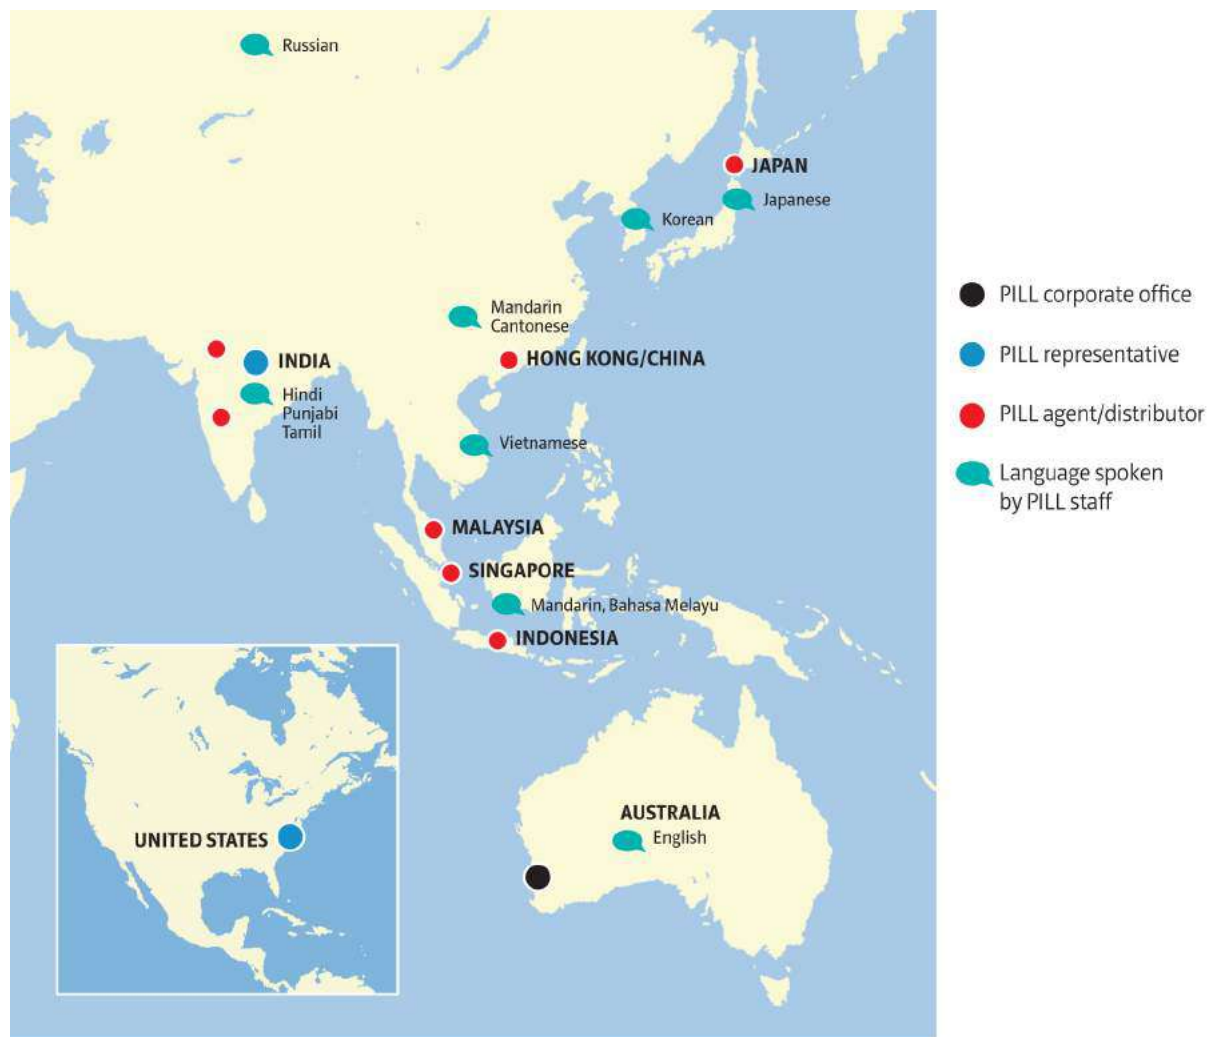 Russian
JAPAN
Japanese
Korean
Mandarin
Cantonese
HONG KONG/CHINA
INDIA
Hindi
Punjabi
Tamil
Vietnamese
MALAYSIA
SINGAPORE
Mandarin, Bahasa Melayu
INDONESIA
UNITED STATES
AUSTRALIA
English
PILL corporate office
PILL representative
PILL agent/distributor
Language spoken
by PILL staff